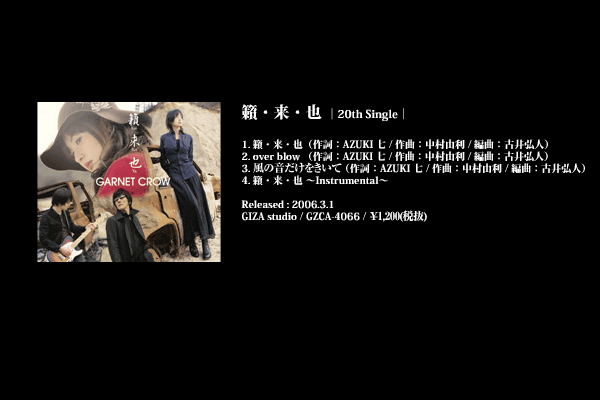 籟・来・也 ｜20th Single｜
1. 籟・来・也（作詞：AZUKI 七 / 作曲：中村由利 / 編曲：古井弘人）
2. over blow （作詞：AZUKI 七 / 作曲：中村由利 / 編曲：古井弘人）
3. 風の音だけをきいて（作詞：AZUKI 七 / 作曲：中村由利 / 編曲：古井弘人）
4. 籟・来・也 〜Instrumental〜
Released : 2006.3.1
GIZA studio / GZCA-4066 / ¥1,200(税抜)
籟・来・也
GARNET CROW